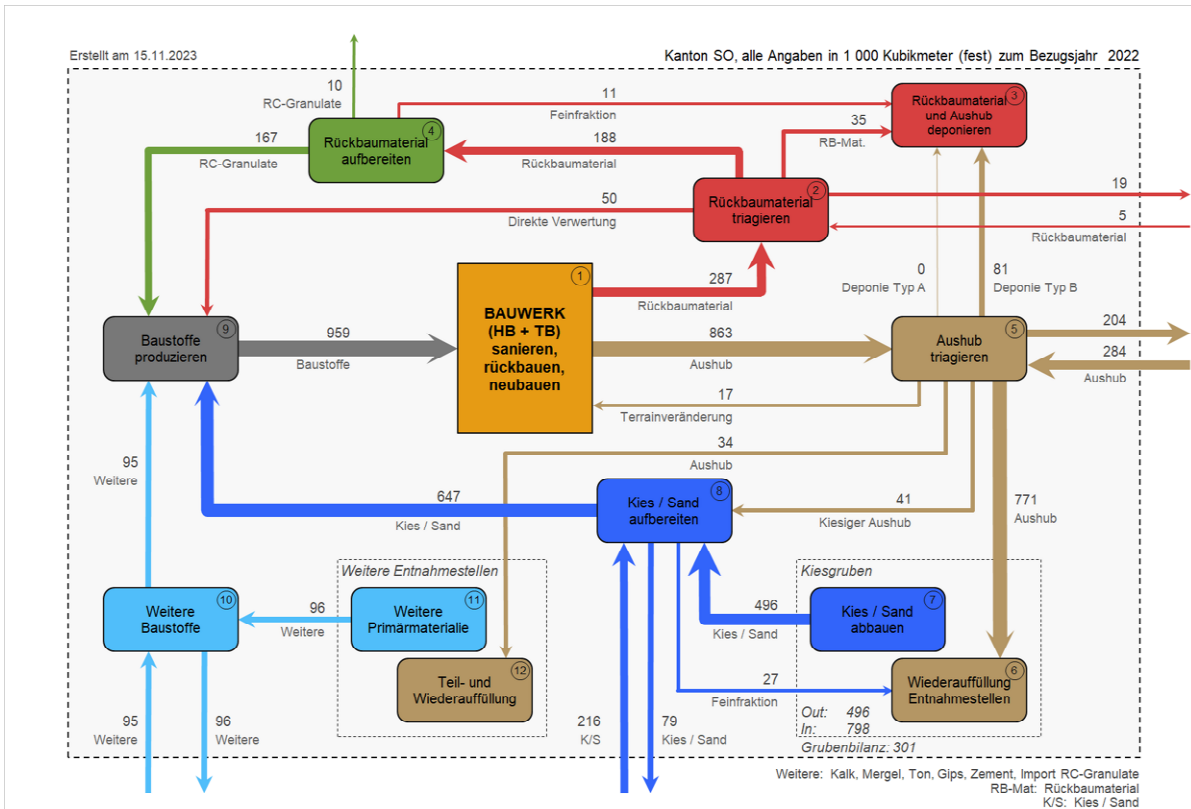 Erstellt am 15.11.2023
Kanton SO, alle Angaben in 1 000 Kubikmeter (fest) zum Bezugsjahr 2022
10
RC-Granulate
11
Feinfraktion
3
Rückbaumaterial
und Aushub
deponieren
167
RC-Granulate
4
Rückbaumaterial
aufbereiten
188
Rückbaumaterial
35
RB-Mat.
50
Direkte Verwertung
2
Rückbaumaterial
triagieren
19
5
Rückbaumaterial
287
Rückbaumaterial
0
Deponie Typ A
81
Deponie Typ B
9
Baustoffe
produzieren
959
Baustoffe
1
BAUWERK
(HB + TB)
sanieren,
rückbauen,
neubauen
863
Aushub
5
Aushub
triagieren
204
284
Aushub
17
Terrainveränderung
34
Aushub
95
Weitere
647
Kies / Sand
8
Kies / Sand
aufbereiten
41
Kiesiger Aushub
771
Aushub
Weitere Entnahmestellen
Kiesgruben
10
Weitere
Baustoffe
96
Weitere
11
Weitere
Primärmaterialie
496
Kies / Sand
7
Kies / Sand
abbauen
12
Teil- und
Wiederauffüllung
27
Feinfraktion
6
Wiederauffüllung
Entnahmestellen
95
Weitere
96
Weitere
216
K/S
79
Kies / Sand
Out: 496
In: 798
Grubenbilanz: 301
Weitere: Kalk, Mergel, Ton, Gips, Zement, Import RC-Granulate
RB-Mat: Rückbaumaterial
K/S: Kies / Sand